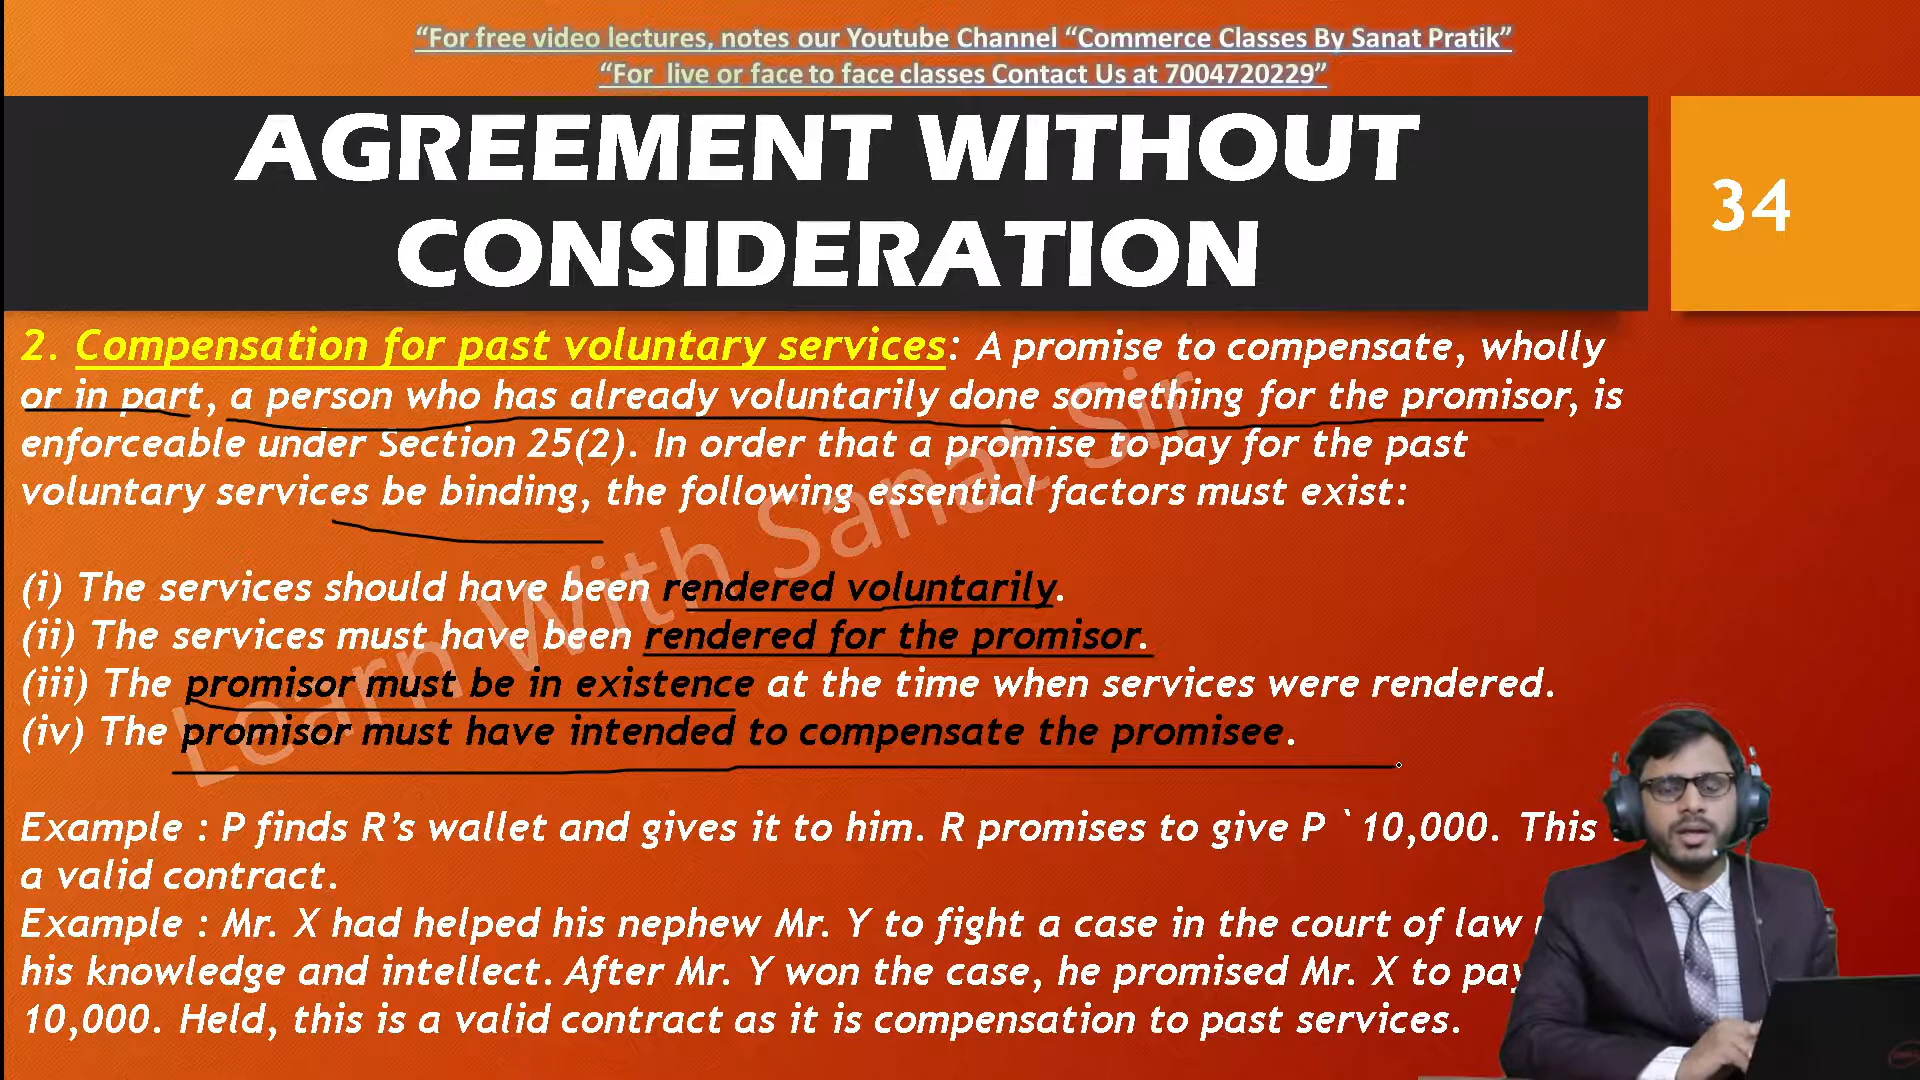 “For free video lectures, notes our Youtube Channel “Commerce Classes By Sanat Pratik”
“For live or face to face classes Contact Us at 7004720229”
AGREEMENT WITHOUT
CONSIDERATION
34
2. Compensation for past voluntary services: A promise to compensate, wholly
or in part, a person who has already voluntarily done something for the promisor, is
enforceable under Section 25(2). In order that a promise to pay for the past
voluntary services be binding, the following essential factors must exist:
(i) The services should have been rendered voluntarily.
(ii) The services must have been rendered for the promisor.
(iii) The promisor must be in existence at the time when services were rendered.
(iv) The promisor must have intended to compensate the promisee.
Learn With Sanat Sir
Example : P finds R’s wallet and gives it to him. R promises to give P ` 10,000. This
a valid contract.
Example : Mr. X had helped his nephew Mr. Y to fight a case in the court of law
his knowledge and intellect. After Mr. Y won the case, he promised Mr. X to pay
10,000. Held, this is a valid contract as it is compensation to past services.